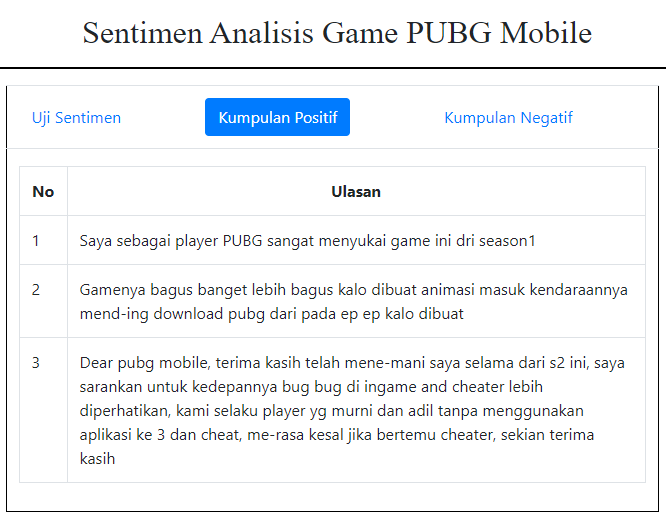 Sentimen Analisis Game PUBG Mobile
Uji Sentimen
Kumpulan Positif
Kumpulan Negatif
No
Ulasan
1
Saya sebagai player PUBG sangat menyukai game ini dri season1
2
Gamenya bagus banget lebih bagus kalo dibuat animasi masuk kendaraannya
mend-ing download pubg dari pada ep ep kalo dibuat
3
Dear pubg mobile, terima kasih telah mene-mani saya selama dari s2 ini, saya
sarankan untuk kedepannya bug bug di ingame and cheater lebih
diperhatikan, kami selaku player yg murni dan adil tanpa menggunakan
aplikasi ke 3 dan cheat, me-rasa kesal jika bertemu cheater, sekian terima
kasih